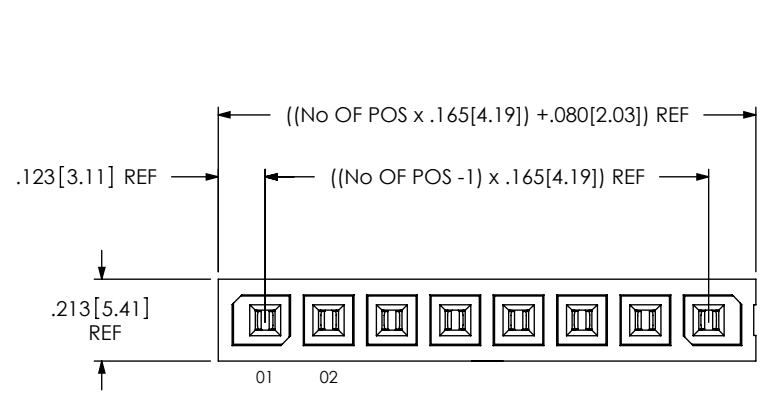 ((No OF POS x .165[4.19]) +.080[2.03]) REF
.123[3.11] REF
((No OF POS -1) x .165[4.19]) REF
.213[5.41]
REF
01 02